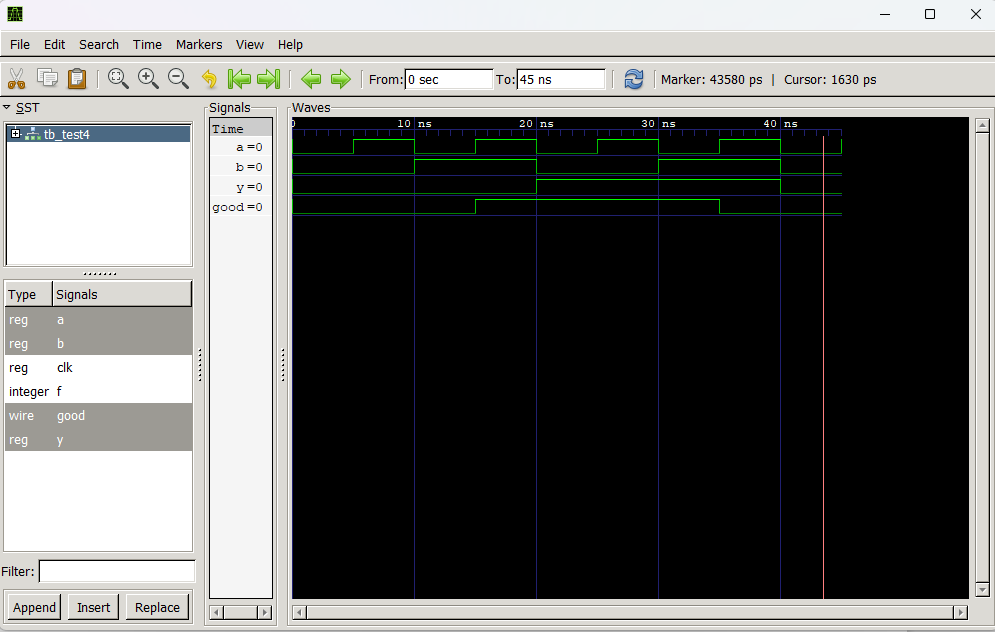 File Edit Search Time Markers View Help
From: 0 sec To: 45 ns Marker: 43580 ps | Cursor: 1630 ps
SST
tb_test4
Type Signals
reg a
reg b
reg clk
integer f
wire good
reg y
Filter:
Append Insert Replace
Signals
Time
a =0
b =0
y =0
good =0
Waves
0 10 ns 20 ns 30 ns 40 ns